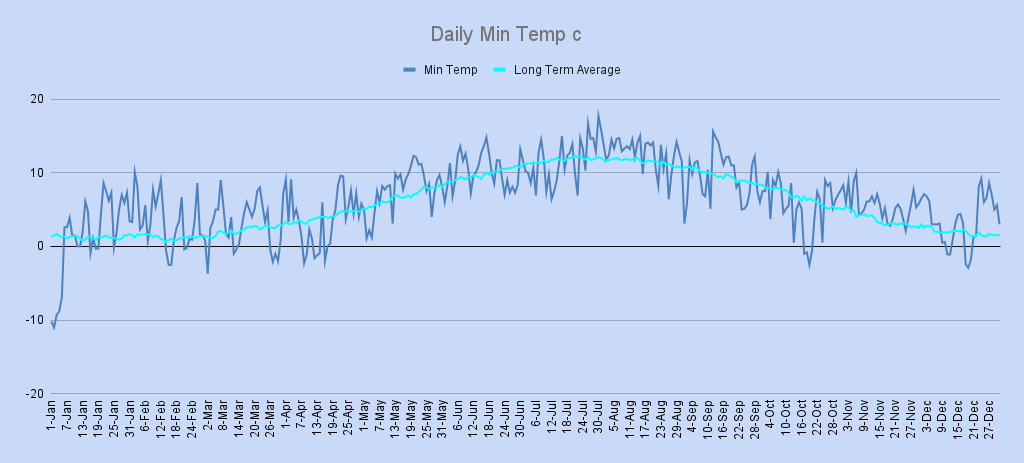 Daily Min Temp c
Min Temp Long Term Average
20
10
0
-10
-20
1-Jan 7-Jan 13-Jan 19-Jan 25-Jan 31-Jan 6-Feb 12-Feb 18-Feb 24-Feb 2-Mar 8-Mar 14-Mar 20-Mar 26-Mar 1-Apr 7-Apr 13-Apr 19-Apr 25-Apr 1-May 7-May 13-May 19-May 25-May 31-May 6-Jun 12-Jun 18-Jun 24-Jun 30-Jun 6-Jul 12-Jul 18-Jul 24-Jul 30-Jul 5-Aug 11-Aug 17-Aug 23-Aug 29-Aug 4-Sep 10-Sep 16-Sep 22-Sep 28-Sep 4-Oct 10-Oct 16-Oct 22-Oct 28-Oct 3-Nov 9-Nov 15-Nov 21-Nov 27-Nov 3-Dec 9-Dec 15-Dec 21-Dec 27-Dec